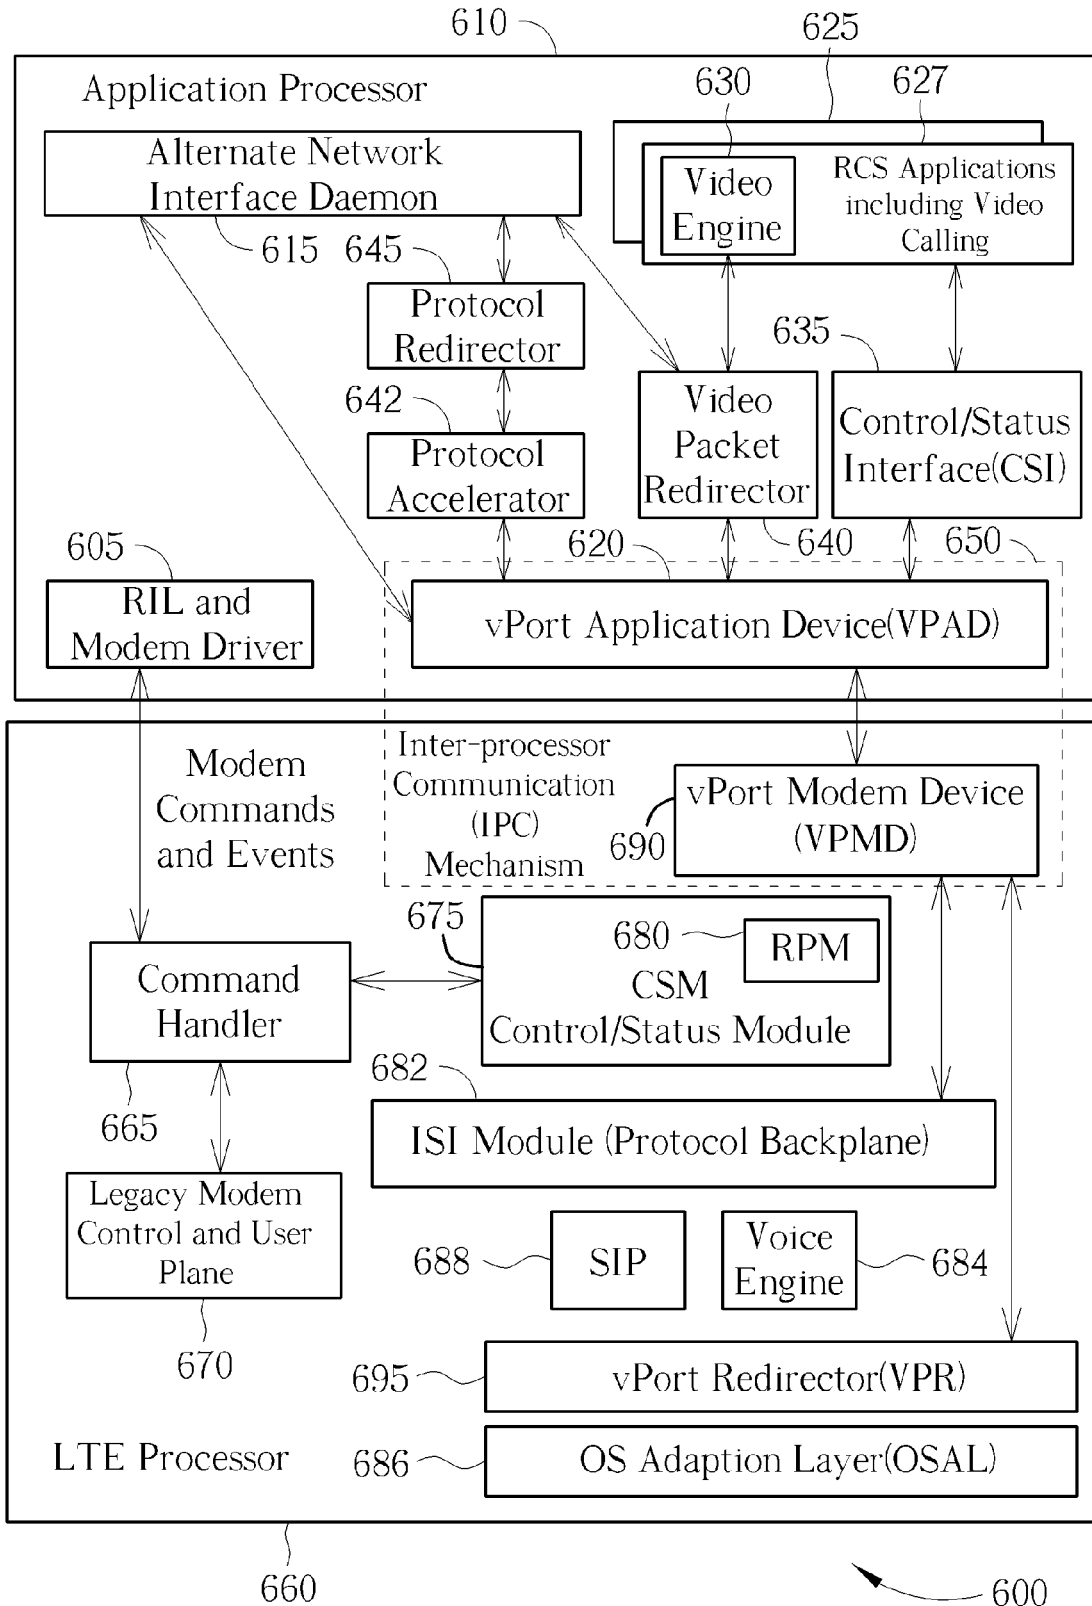 610
625
Application Processor
630
627
Alternate Network
Interface Daemon
Video
Engine
RCS Applications
including Video
Calling
615
645
Protocol
Redirector
635
642
Video
Packet
Redirector
Control/Status
Interface(CSI)
Protocol
Accelerator
605
620
640
650
RIL and
Modem Driver
vPort Application Device(VPAD)
Modem
Commands
and Events
Inter-processor
Communication
(IPC)
Mechanism
vPort Modem Device
(VPMD)
690
675
680
RPM
CSM
Control/Status Module
Command
Handler
665
682
ISI Module (Protocol Backplane)
Legacy Modem
Control and User
Plane
670
688
SIP
Voice
Engine
684
695
vPort Redirector(VPR)
LTE Processor
686
OS Adaption Layer(OSAL)
660
600